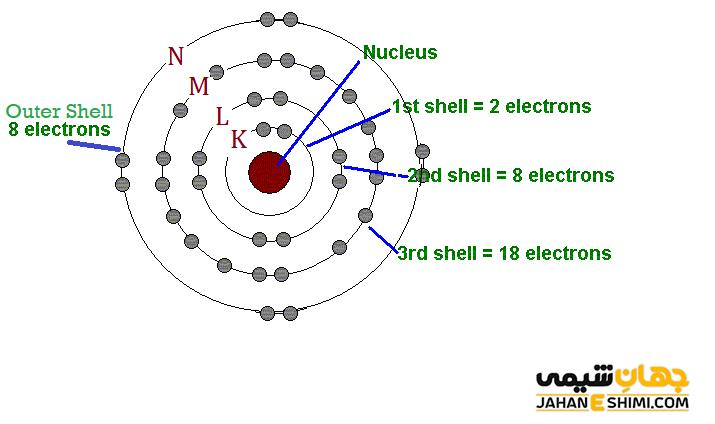 N
M
L
K
Nucleus
Outer Shell
8 electrons
1st shell = 2 electrons
2nd shell = 8 electrons
3rd shell = 18 electrons
جهانِ شیمی
JAHANESHIMI.COM